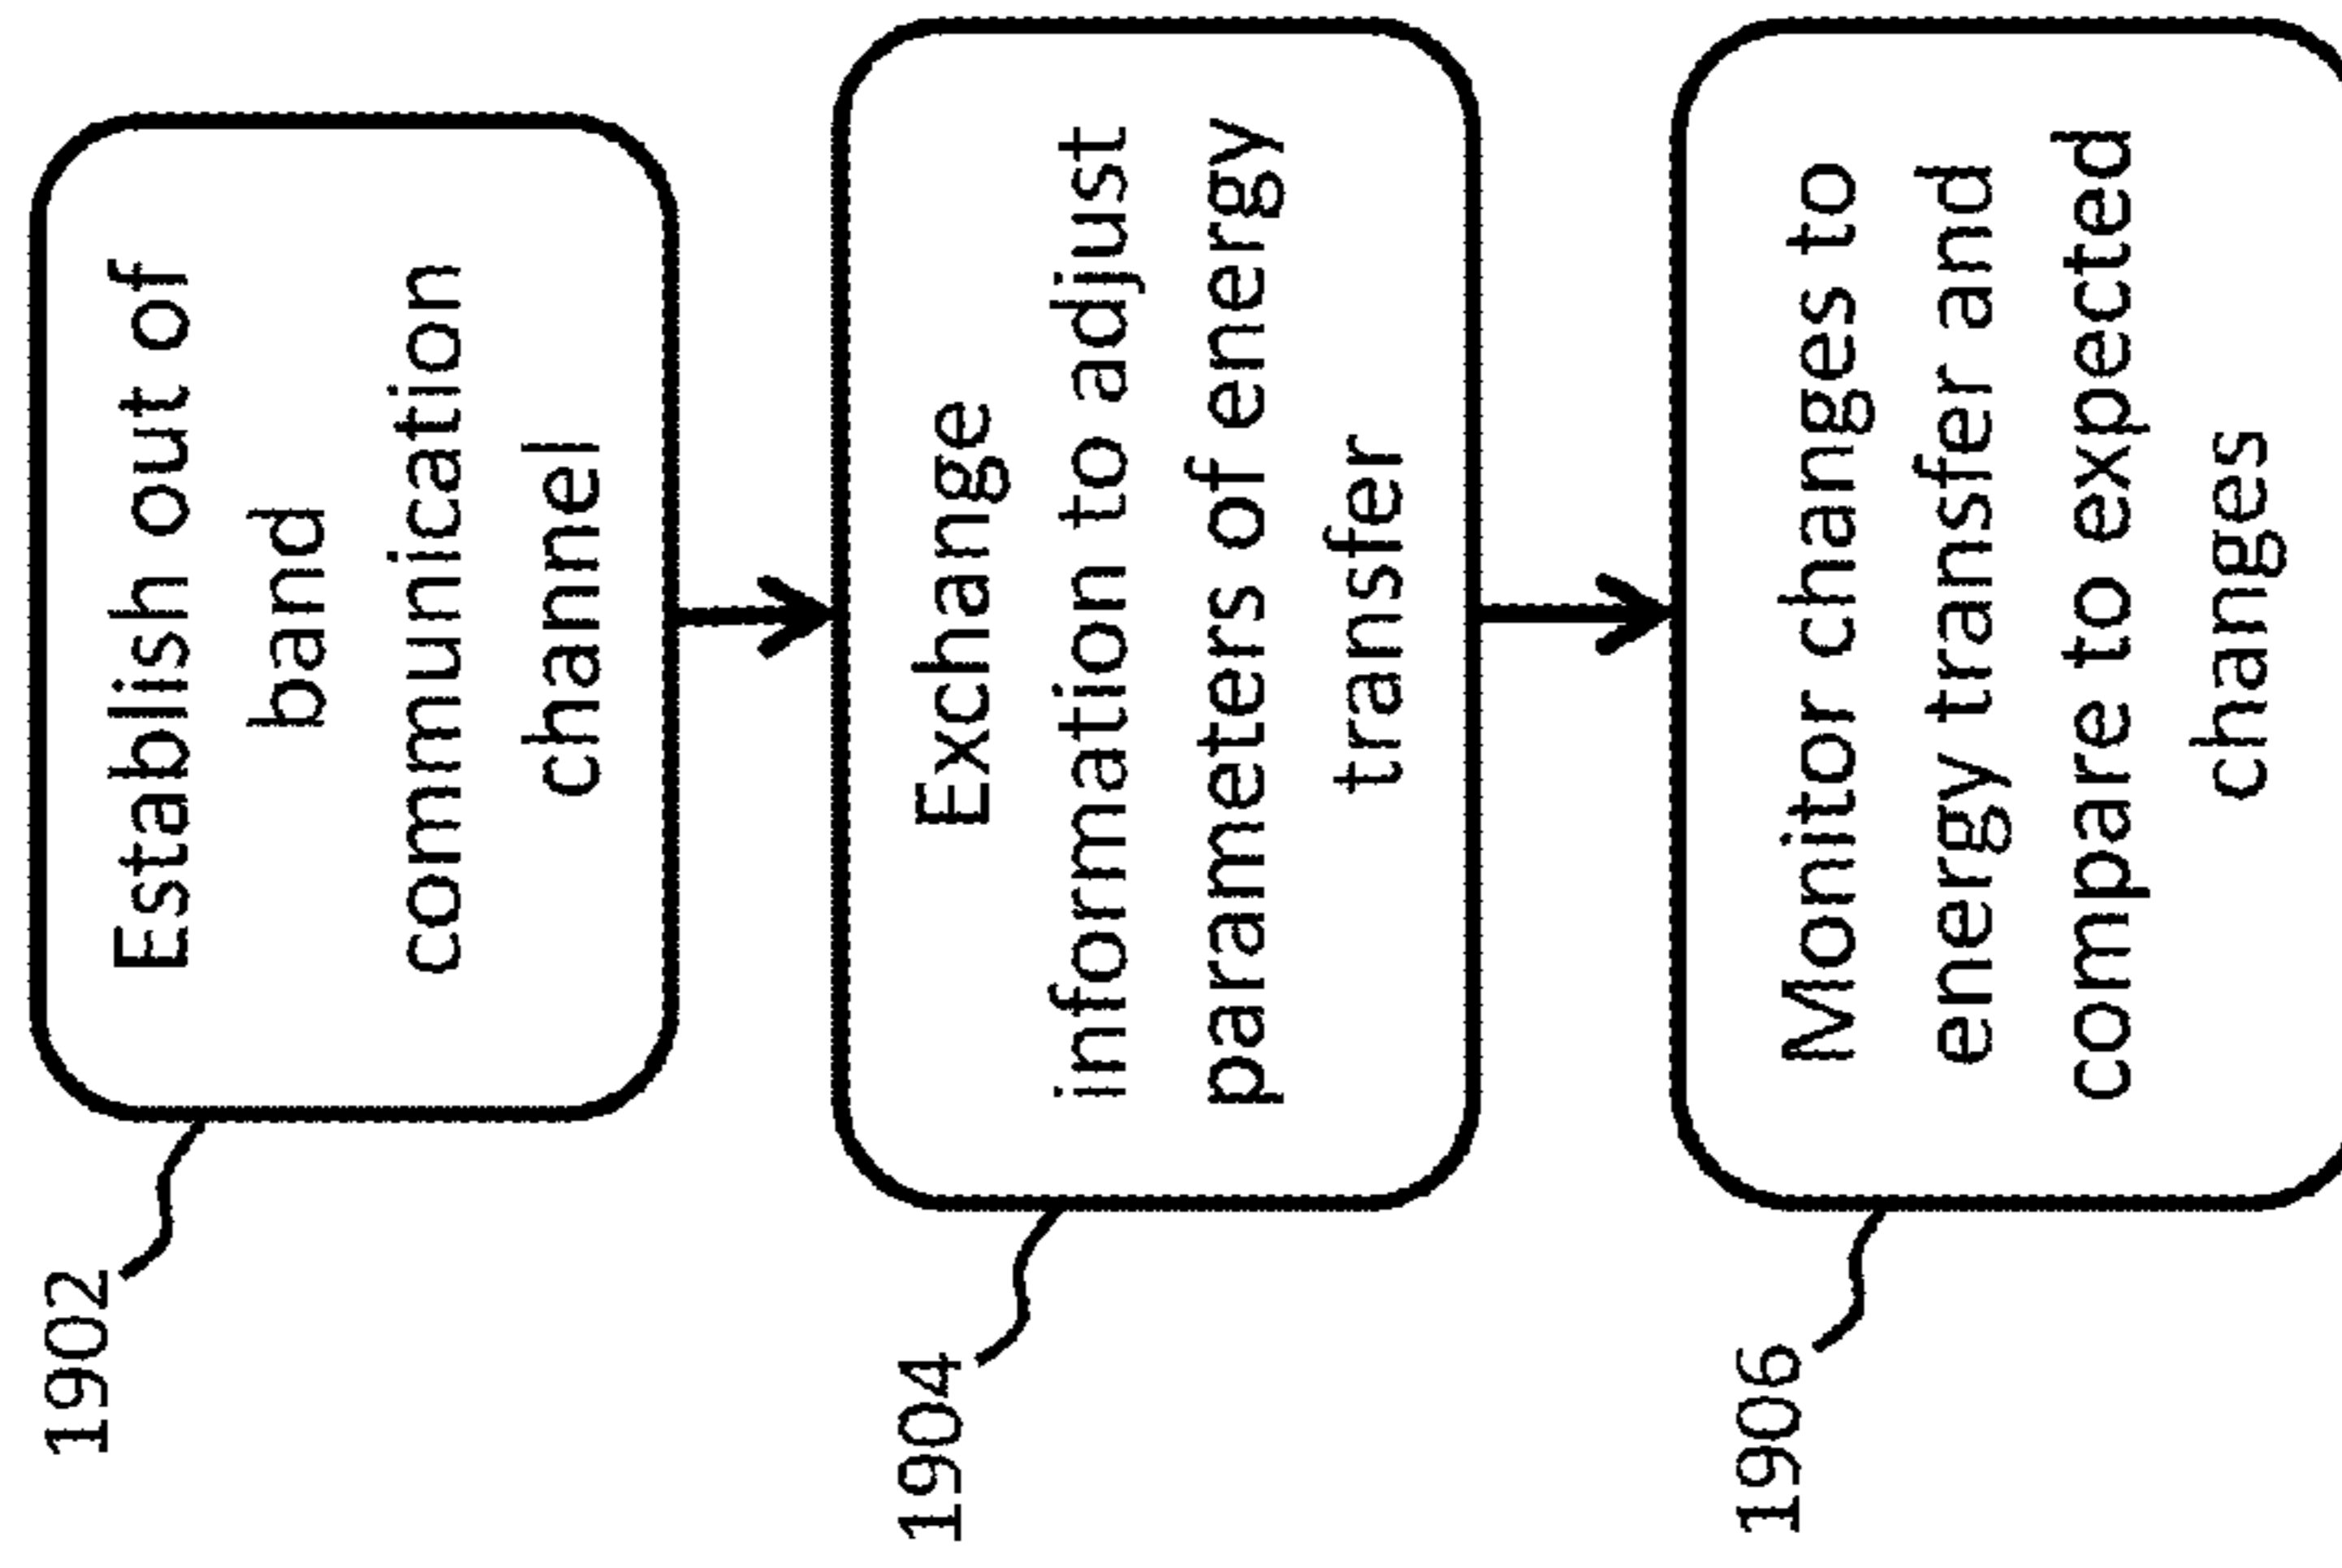 1902
Establish out of
band
communication
channel
1904
Exchange
information to adjust
parameters of energy
transfer
1906
Monitor changes to
energy transfer and
compare to expected
changes